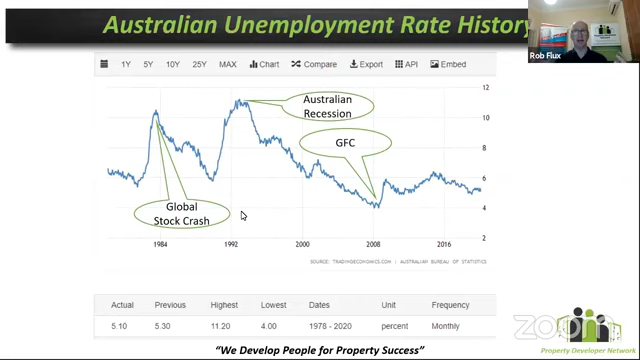 Australian Unemployment Rate History
Rob Flux
1Y 5Y 10Y 25Y MAX Chart Compare Export API Embed
Australian
Recession
GFC
Global
Stock Crash
12
10
8
6
4
2
1984 1992 2000 2008 2016
SOURCE: TRADINGECONOMICS.COM | AUSTRALIAN BUREAU OF STATISTICS
Actual Previous Highest Lowest Dates Unit Frequency
5.10 5.30 11.20 4.00 1978 - 2020 percent Monthly
zoom
"We Develop People for Property Success"
Property Developer Network